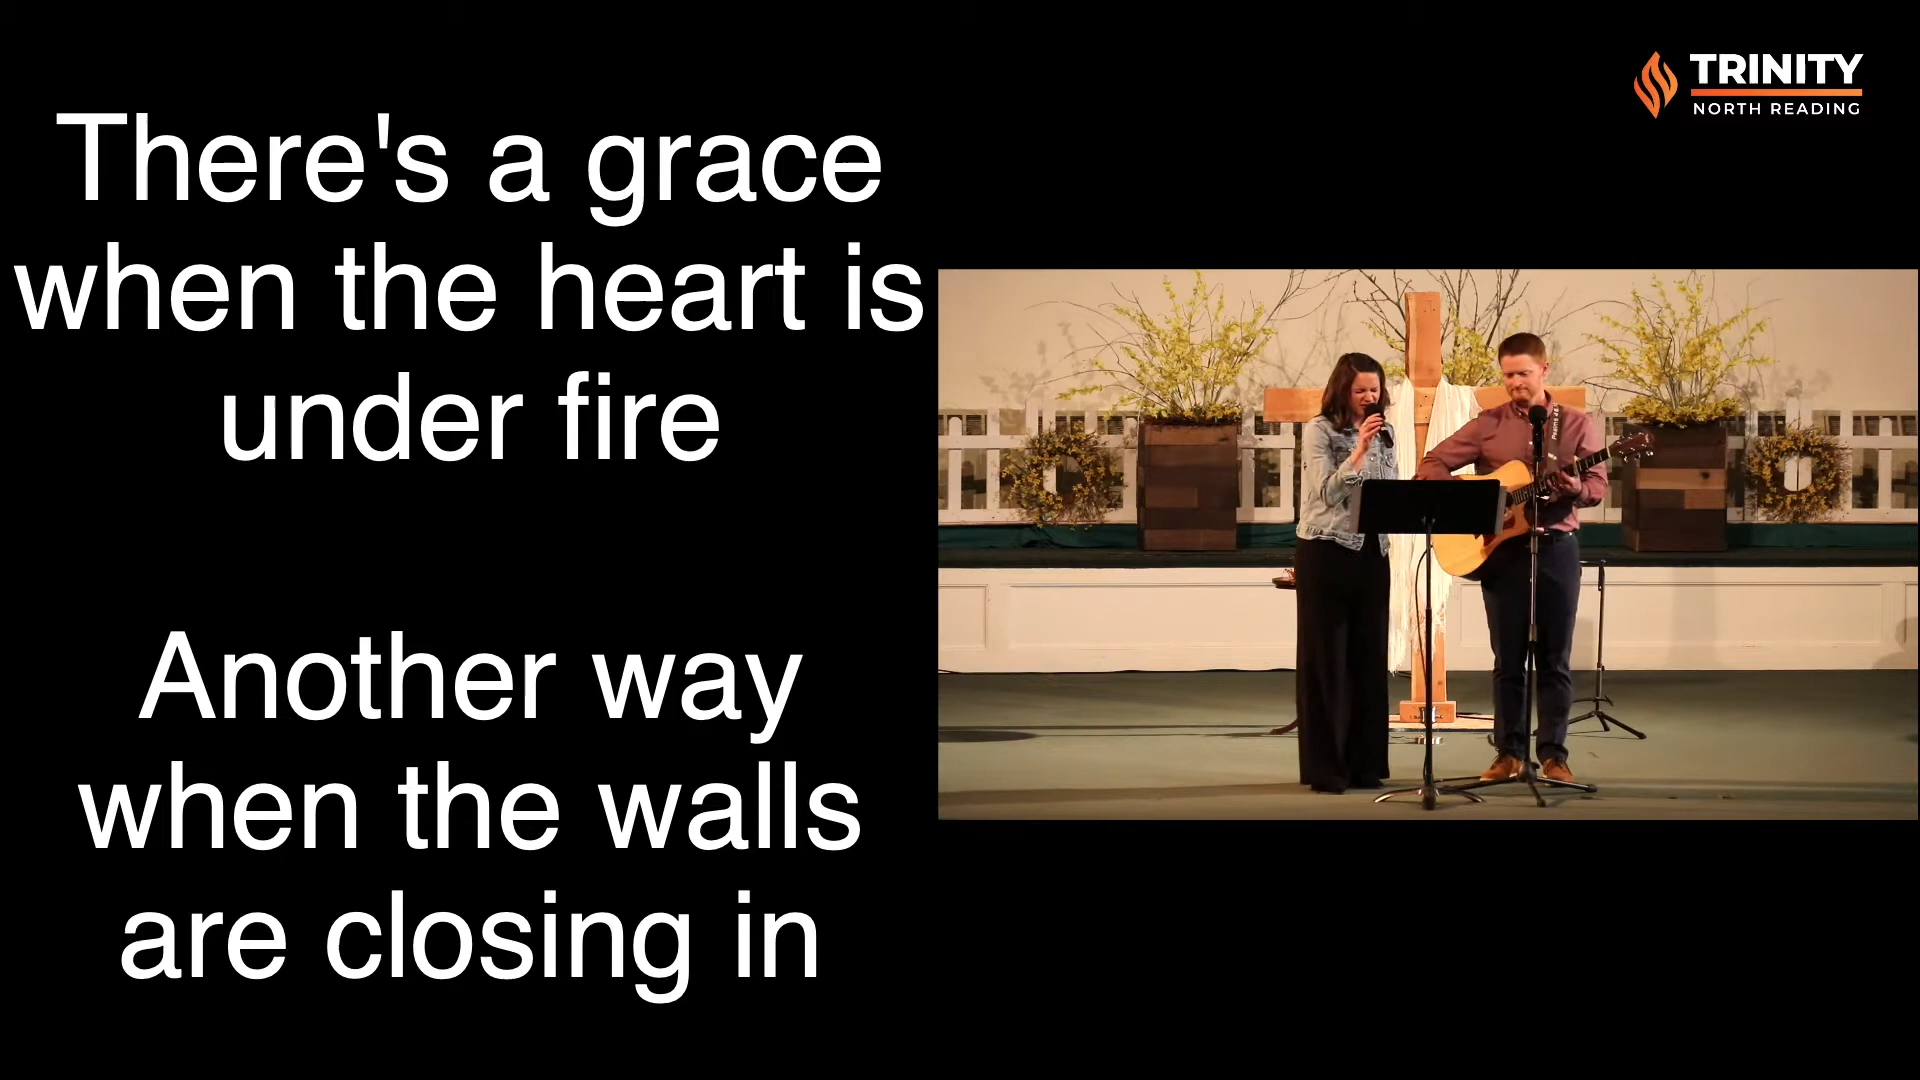 There's a grace
when the heart is
under fire
Another way
when the walls
are closing in
TRINITY
NORTH READING